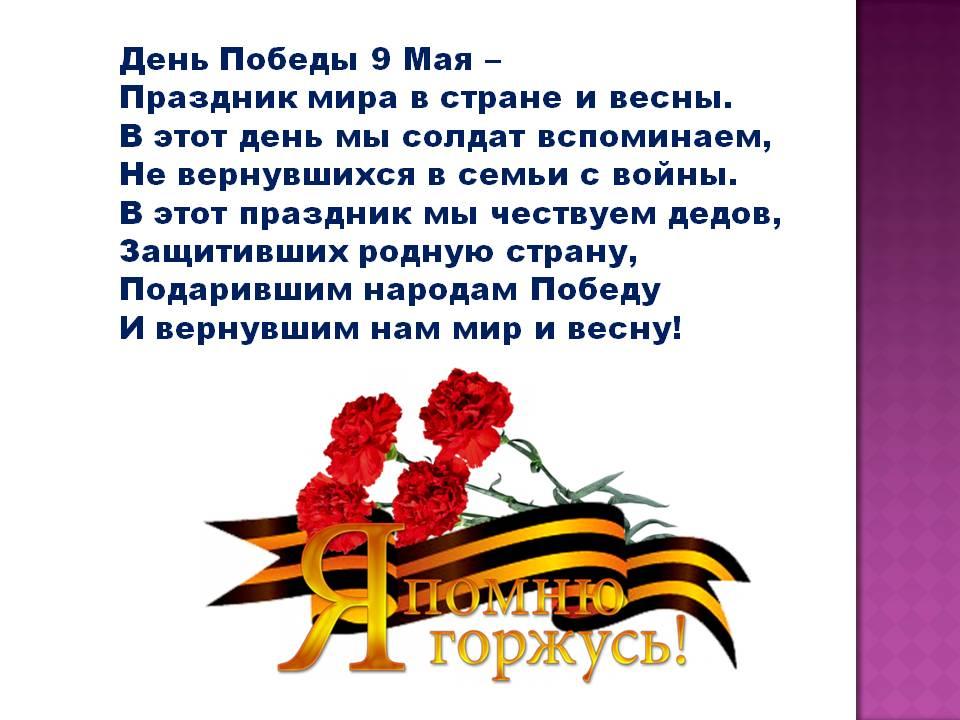 День Победы 9 Мая –
Праздник мира в стране и весны.
В этот день мы солдат вспоминаем,
Не вернувшихся в семьи с войны.
В этот праздник мы чествуем дедов,
Защитивших родную страну,
Подарившим народам Победу
И вернувшим нам мир и весну!
Я помню
горжусь!